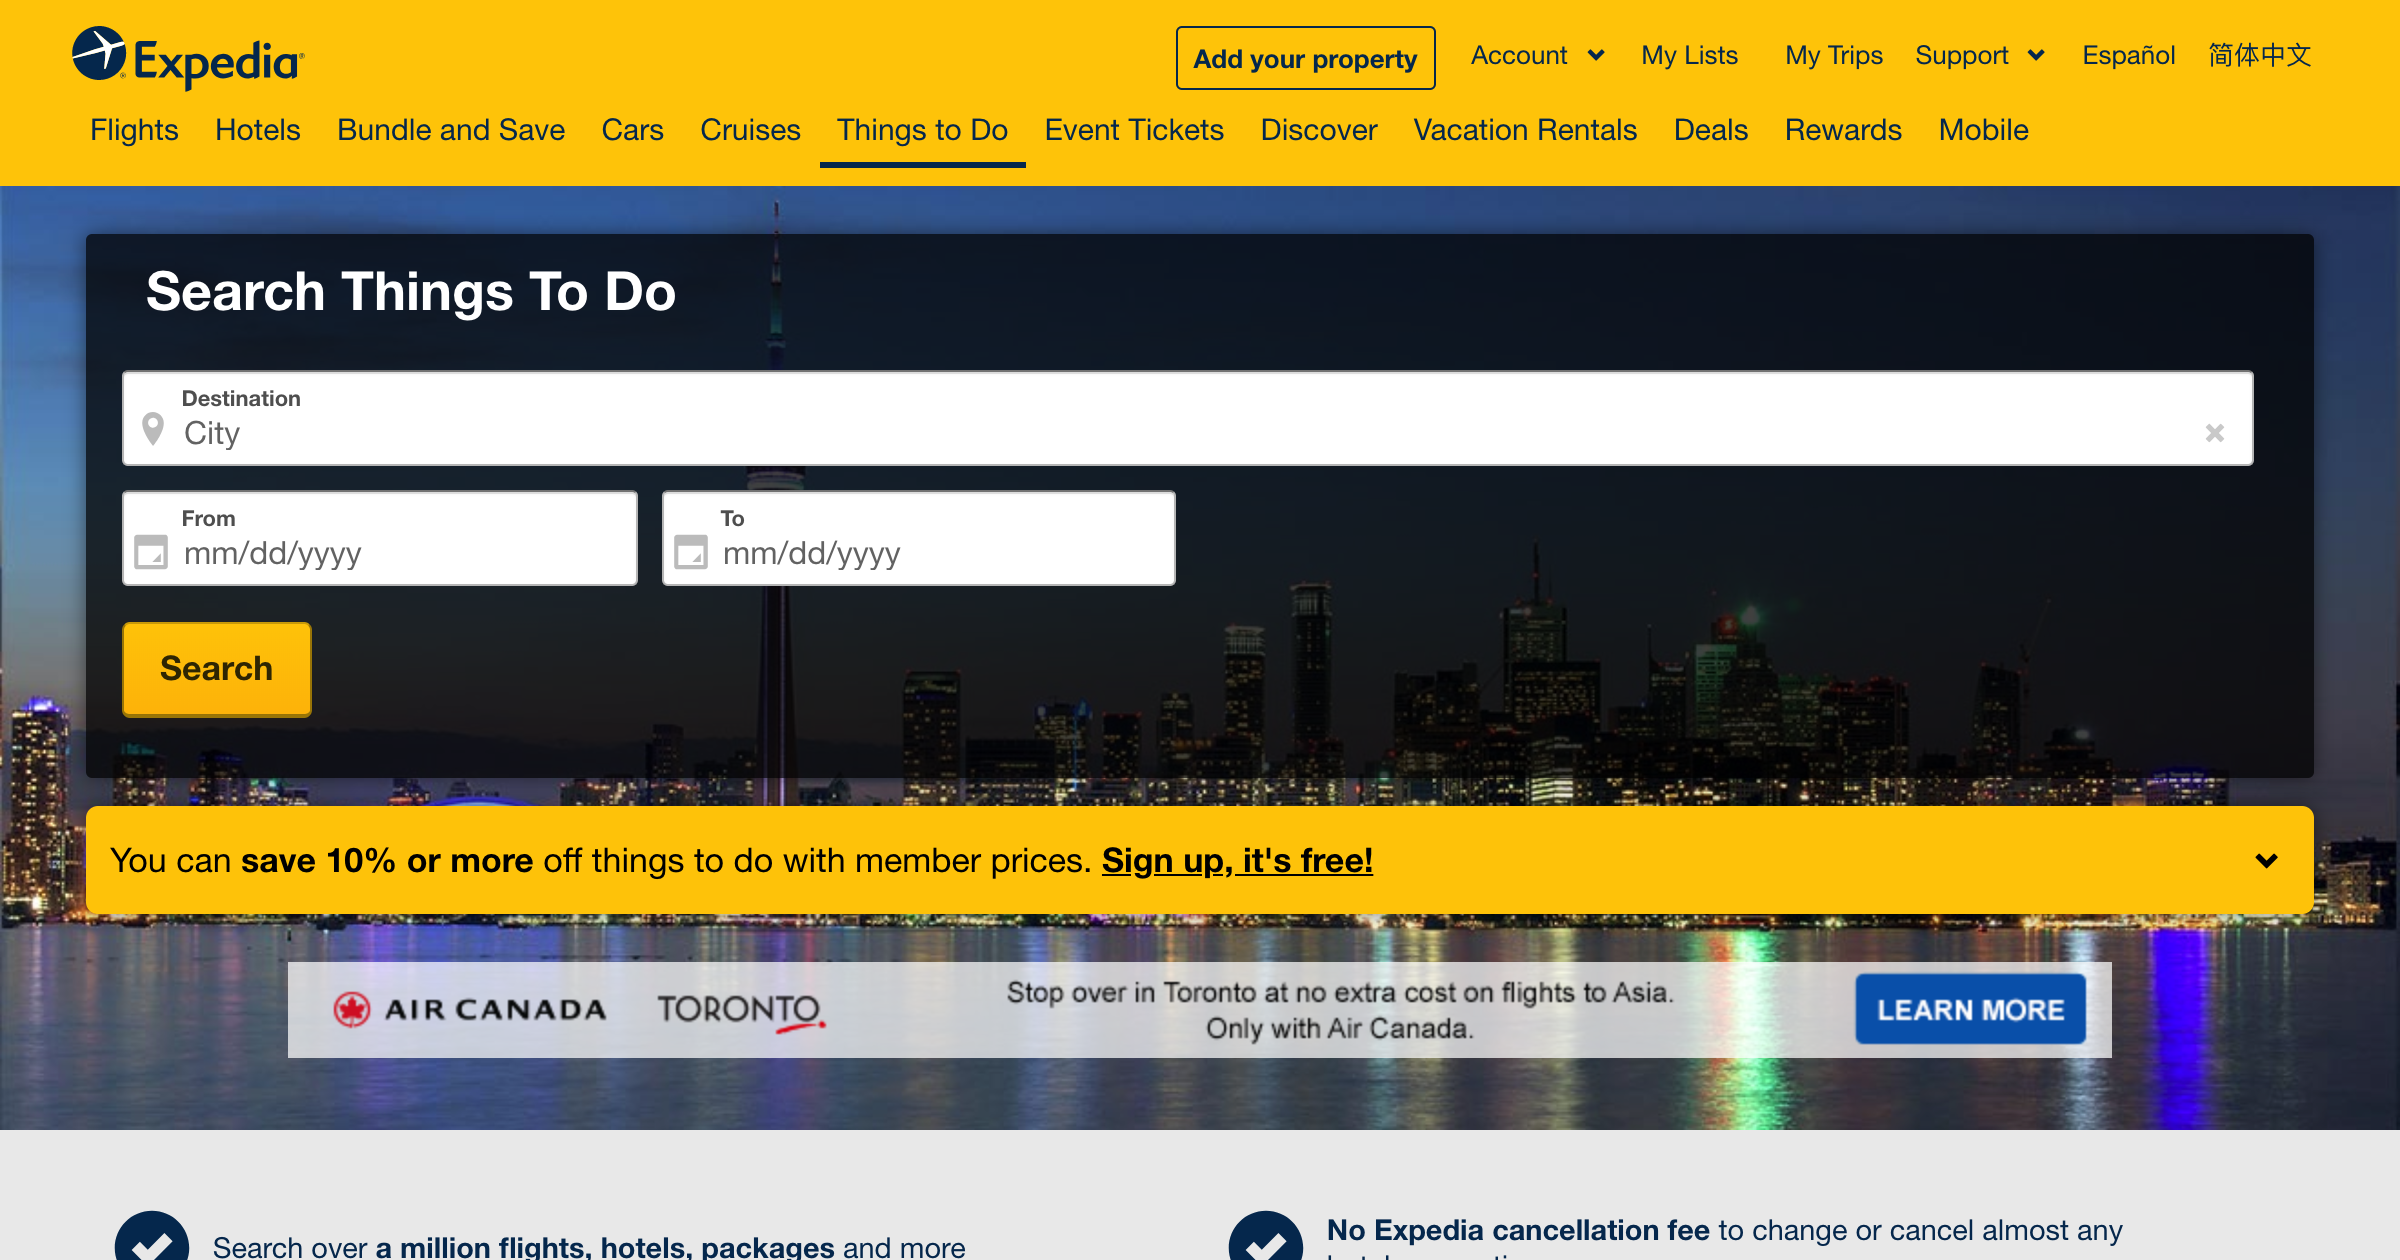 Expedia
Add your property
Account
My Lists
My Trips
Support
Español
简体中文
Flights
Hotels
Bundle and Save
Cars
Cruises
Things to Do
Event Tickets
Discover
Vacation Rentals
Deals
Rewards
Mobile
Search Things To Do
Destination
City
From
mm/dd/yyyy
To
mm/dd/yyyy
Search
You can save 10% or more off things to do with member prices. Sign up, it's free!
AIR CANADA
TORONTO
Stop over in Toronto at no extra cost on flights to Asia.
Only with Air Canada.
LEARN MORE
Search over a million flights, hotels, packages and more
No Expedia cancellation fee to change or cancel almost any